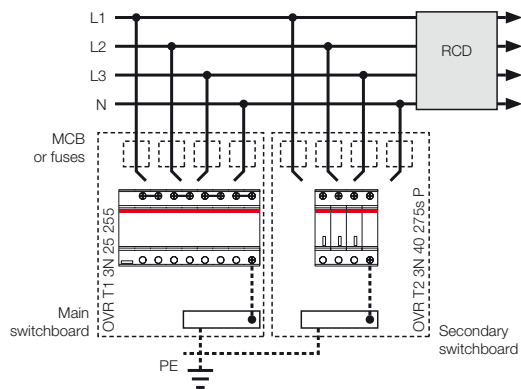 L1
L2
L3
N
RCD
MCB
or fuses
OVR T1 3N 25 255
OVR T2 3N 40 275s P
Main
switchboard
Secondary
switchboard
PE